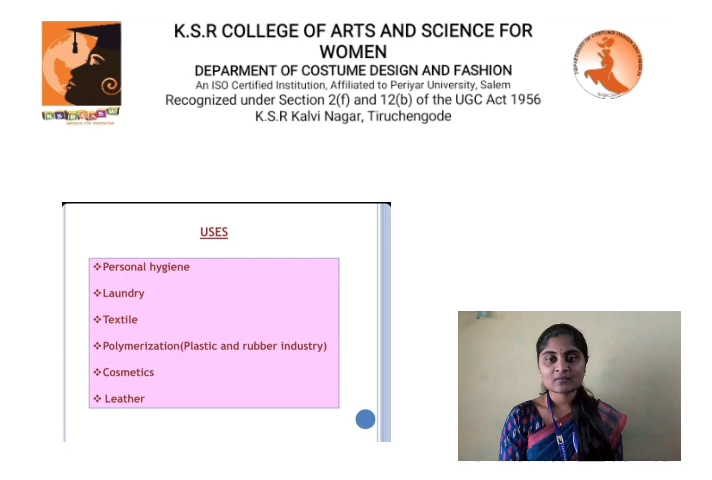 K.S.R COLLEGE OF ARTS AND SCIENCE FOR
WOMEN
DEPARMENT OF COSTUME DESIGN AND FASHION
An ISO Certified Institution, Affiliated to Periyar University, Salem
Recognized under Section 2(f) and 12(b) of the UGC Act 1956
K.S.R Kalvi Nagar, Tiruchengode
USES
❖Personal hygiene
❖Laundry
❖Textile
❖Polymerization(Plastic and rubber industry)
❖Cosmetics
❖ Leather